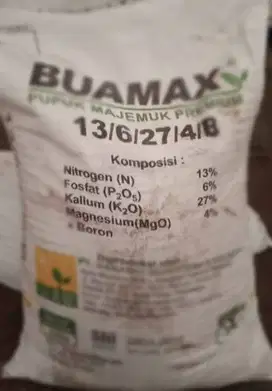 BUAMAX
PUPUK MAJEMUK PREMIUM
13/6/27/4/B
Komposisi :
Nitrogen (N) 13%
Fosfat (P₂O₅) 6%
Kalium (K₂O) 27%
Magnesium(MgO) 4%
+ Boron
SNI